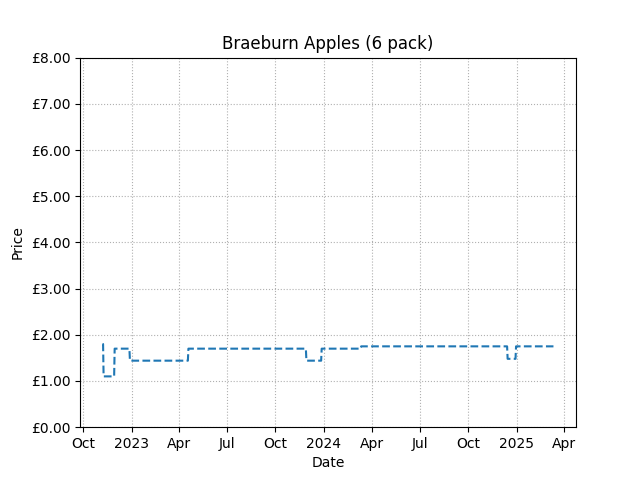 Braeburn Apples (6 pack)
£8.00
£7.00
£6.00
£5.00
£4.00
£3.00
£2.00
£1.00
£0.00
Price
Oct 2023 Apr Jul Oct 2024 Apr Jul Oct 2025 Apr
Date